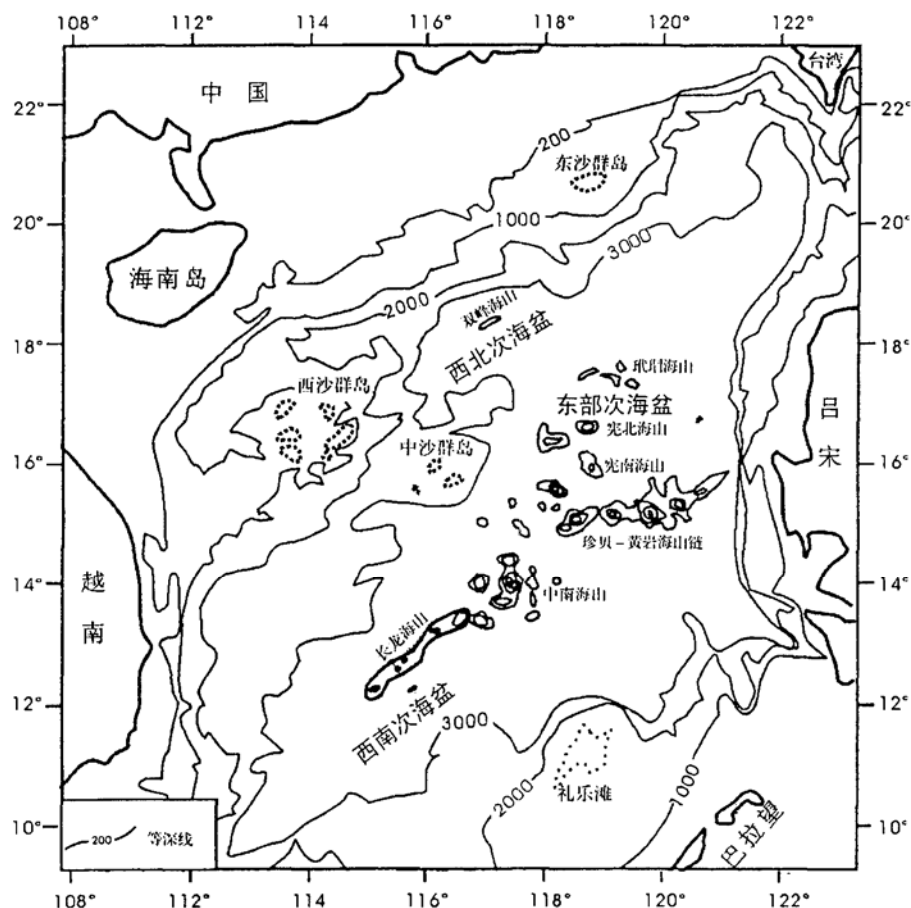 108° 112° 114 116° 118° 120° 122°
台湾
中 国
22° 22°
200
东沙群岛
20° 20°
1000
3000
海南岛
2000
双峰海山
18° 18°
西北次海盆
玳瑁海山
西沙群岛
东部次海盆
吕宋
宪北海山
中沙群岛
16° 16°
宪南海山
珍贝-黄岩海山链
越南
14° 14°
中南海山
长龙海山
12° 12°
3000
西南次海盆
2000
1000
礼乐滩
10° 10°
巴拉望
200 等深线
108° 112° 114 116° 118° 120 122°